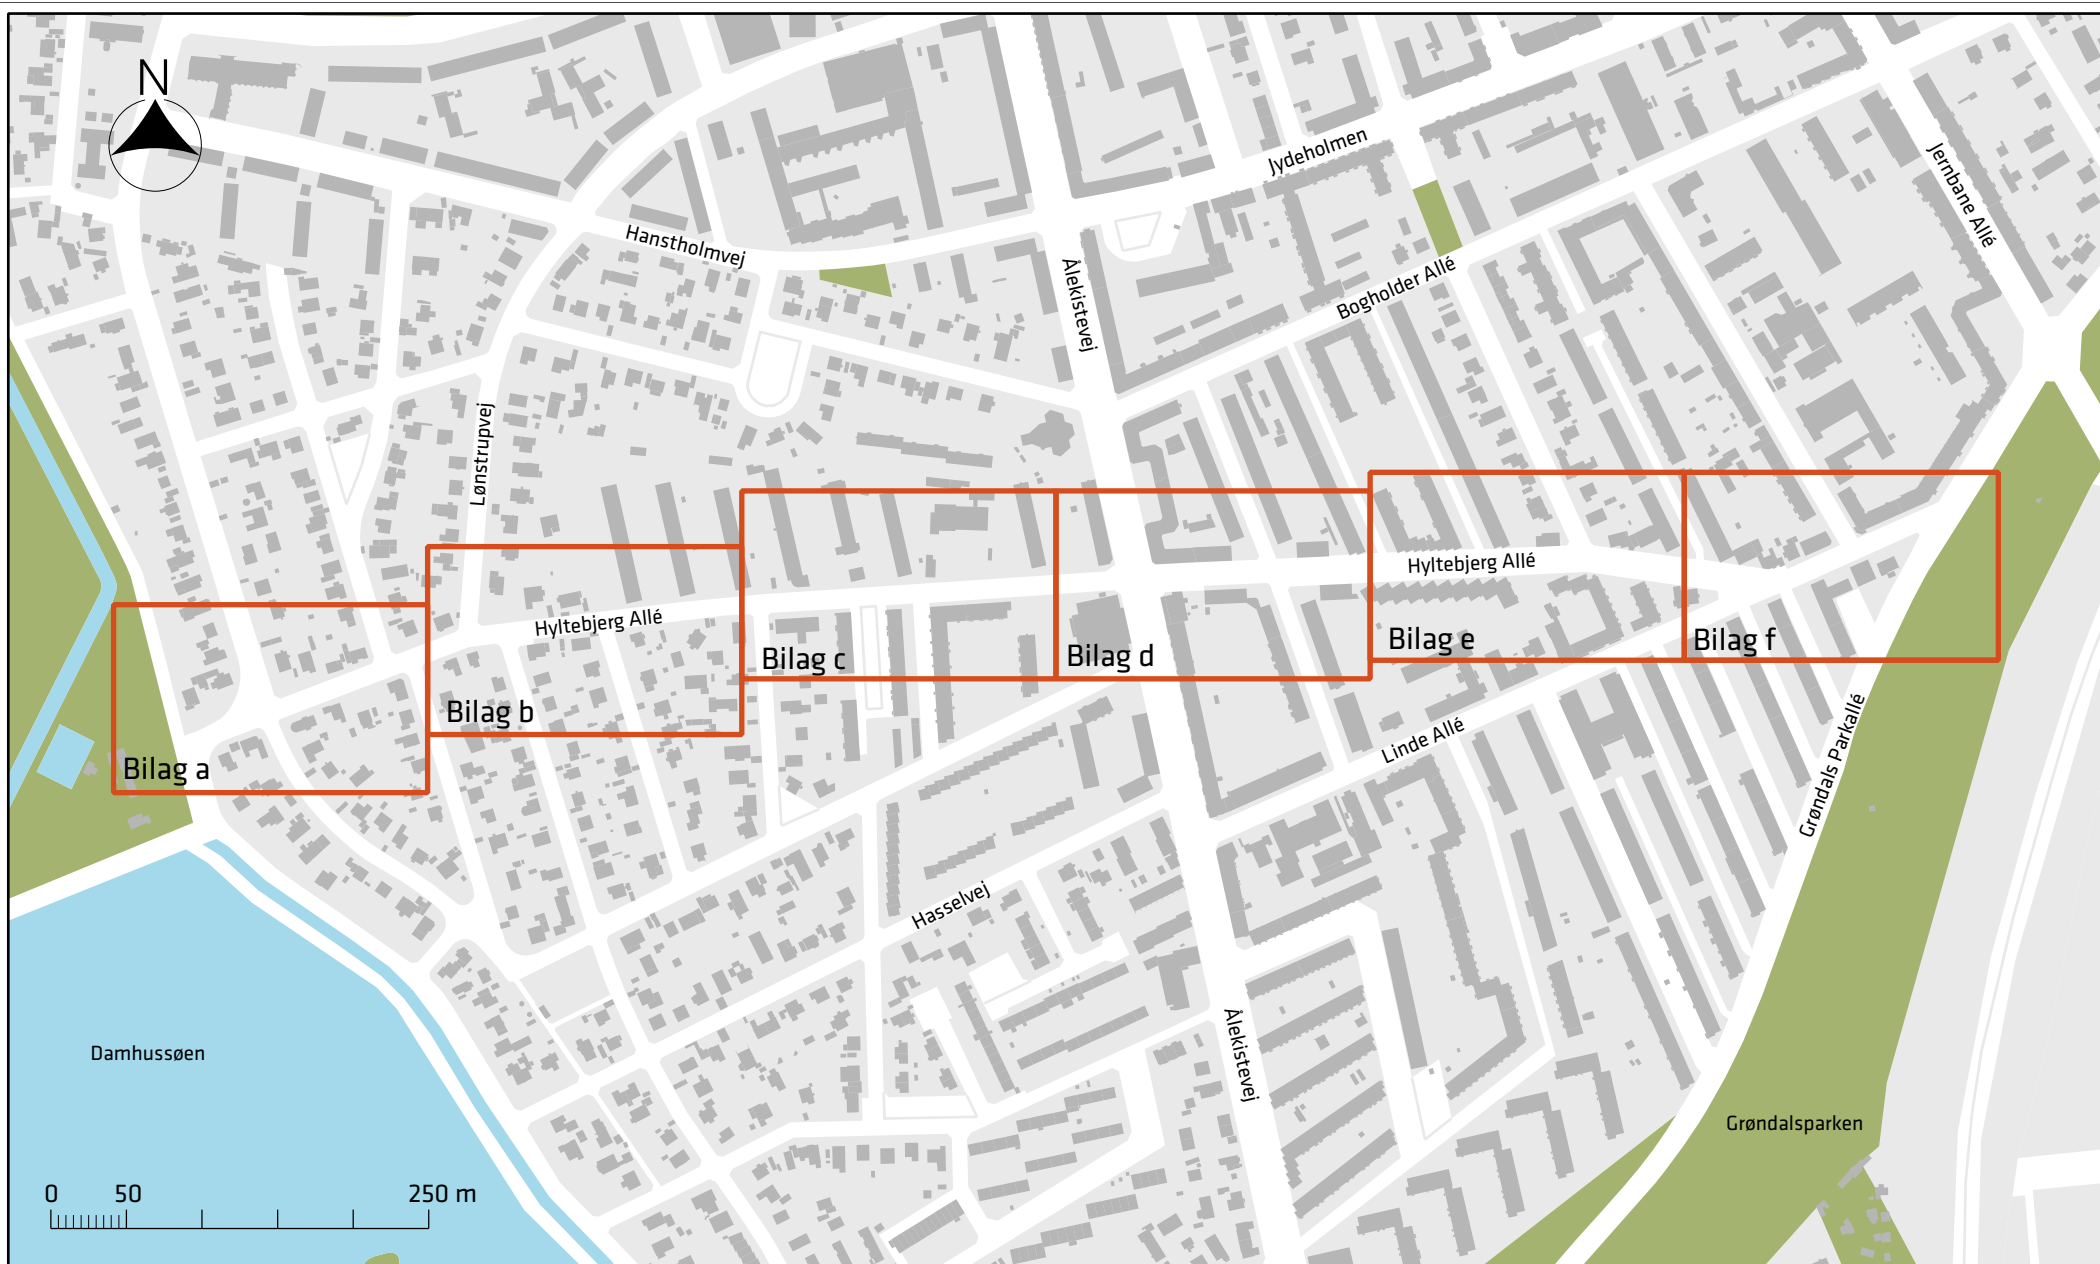 N
Jydeholmen
Jernbane Allé
Hanstholmvej
Ålekistevej
Bogholder Allé
Lønstrupvej
Hyltebjerg Allé
Hyltebjerg Allé
Bilag e
Bilag f
Bilag c
Bilag d
Bilag b
Bilag a
Linde Allé
Grøndals Parkallé
Hasselvej
Ålekistevej
Damhussøen
Grøndalsparken
0 50 250 m